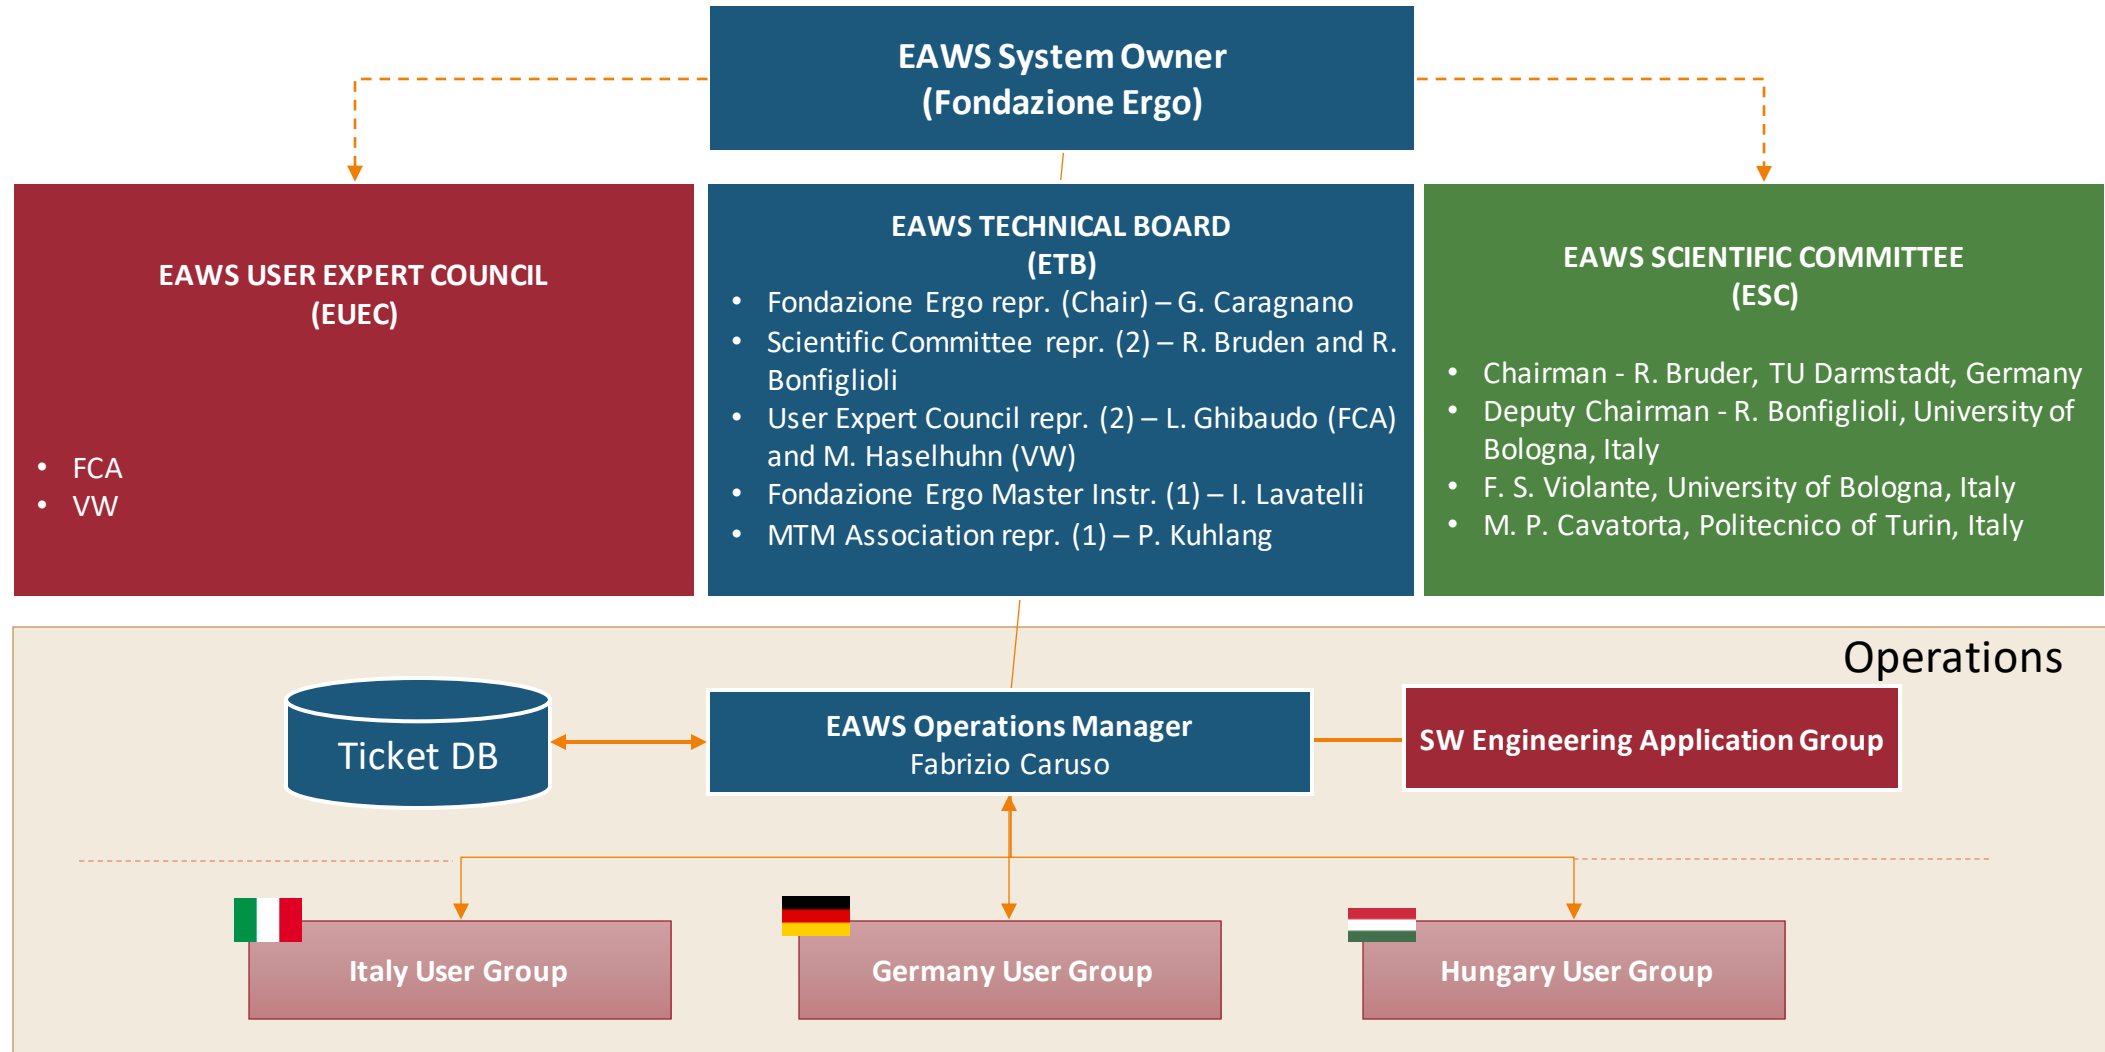 EAWS System Owner
(Fondazione Ergo)
EAWS USER EXPERT COUNCIL
(EUEC)
• FCA
• VW
EAWS TECHNICAL BOARD
(ETB)
• Fondazione Ergo repr. (Chair) – G. Caragnano
• Scientific Committee repr. (2) – R. Bruden and R.
Bonfiglioli
• User Expert Council repr. (2) – L. Ghibaudo (FCA)
and M. Haselhuhn (VW)
• Fondazione Ergo Master Instr. (1) – I. Lavatelli
• MTM Association repr. (1) – P. Kuhlang
EAWS SCIENTIFIC COMMITTEE
(ESC)
• Chairman - R. Bruder, TU Darmstadt, Germany
• Deputy Chairman - R. Bonfiglioli, University of
Bologna, Italy
• F. S. Violante, University of Bologna, Italy
• M. P. Cavatorta, Politecnico of Turin, Italy
Operations
Ticket DB
EAWS Operations Manager
Fabrizio Caruso
SW Engineering Application Group
Italy User Group
Germany User Group
Hungary User Group